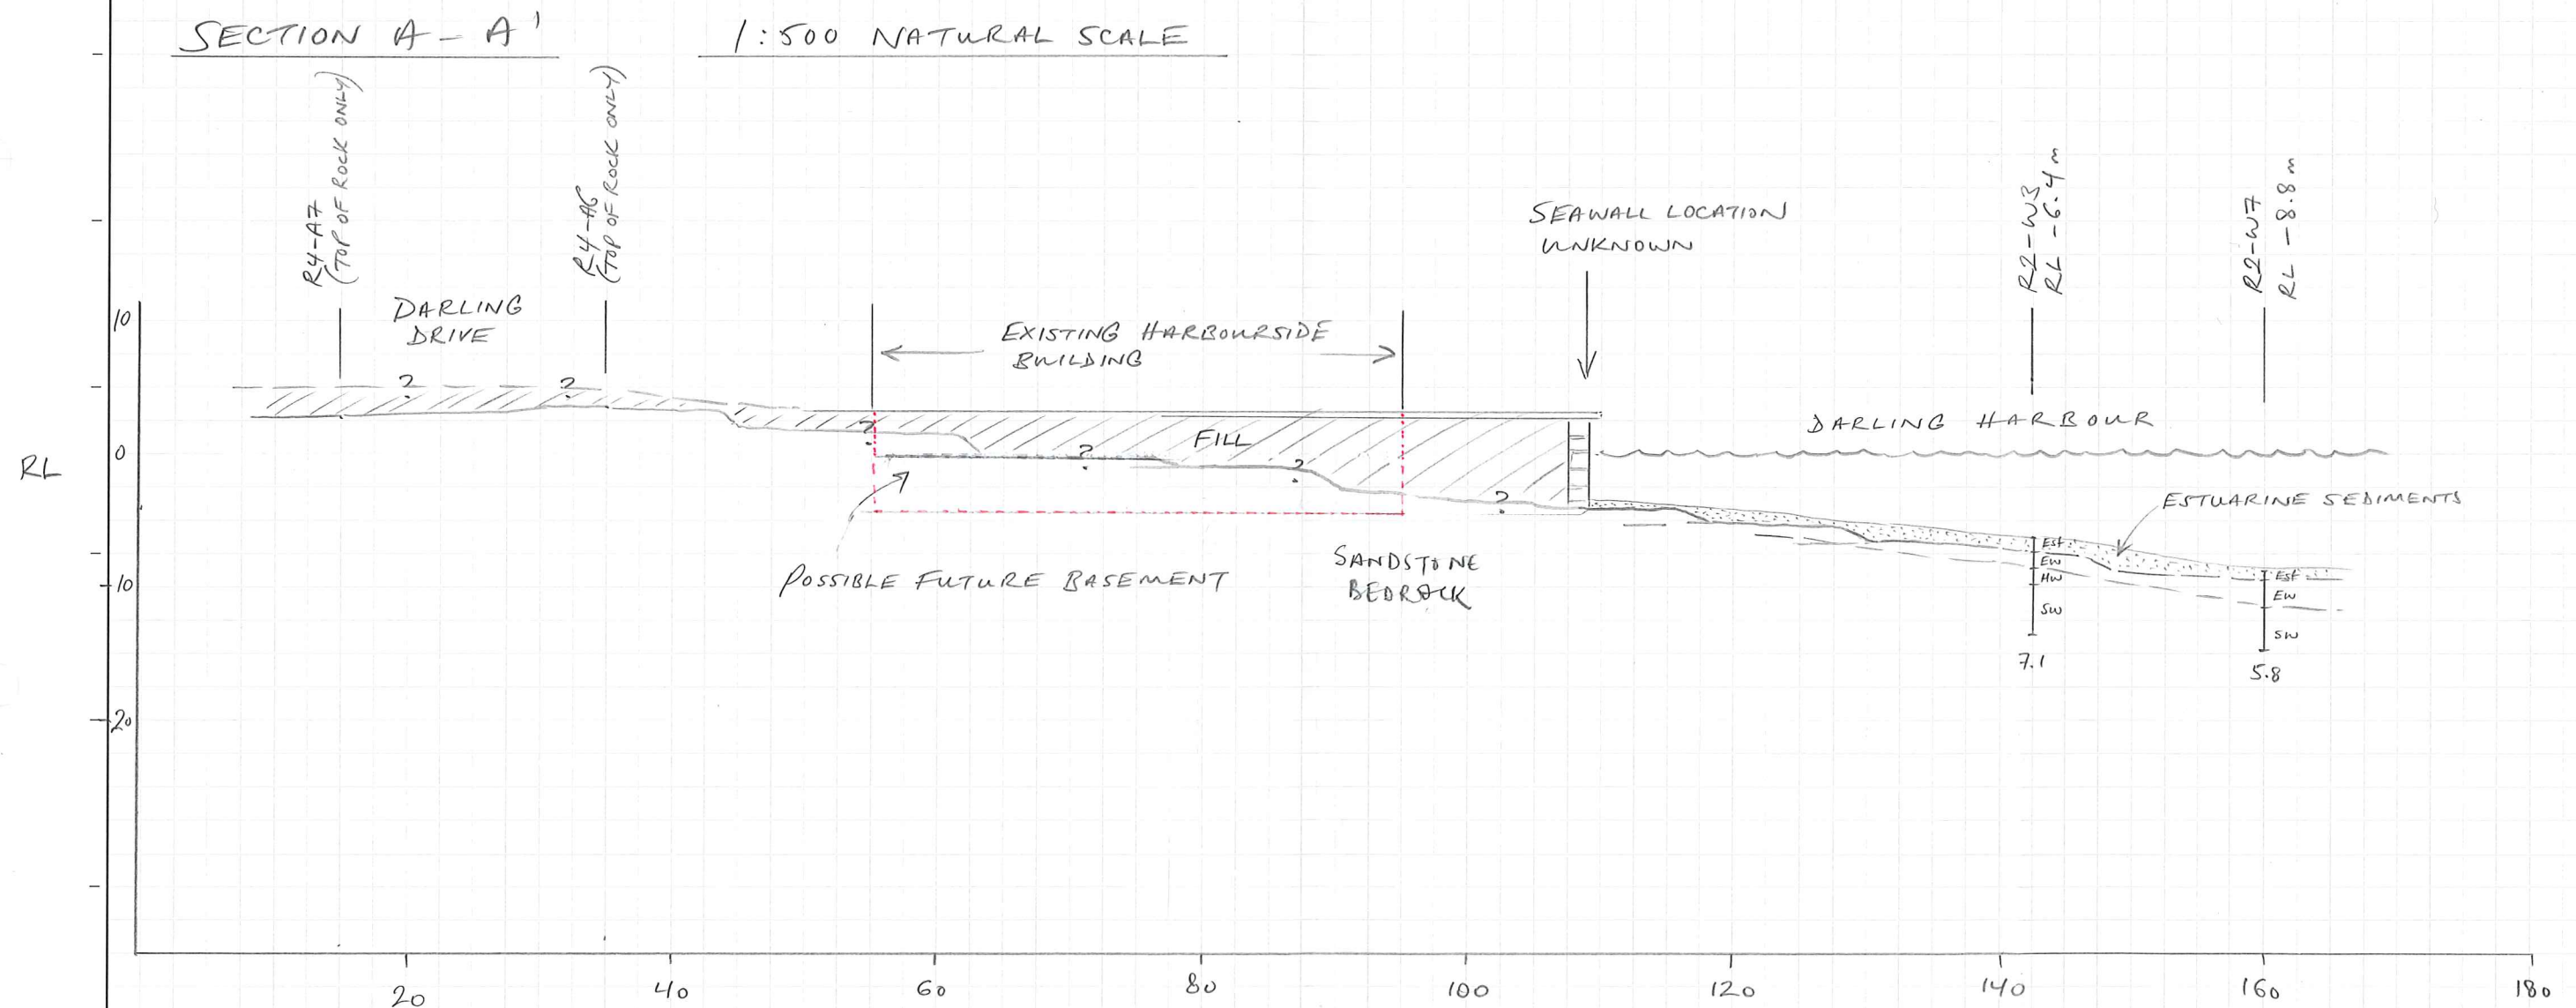 SECTION A - A'
1:500 NATURAL SCALE
R4-A7
(TOP OF ROCK ONLY)
R4-A6
(TOP OF ROCK ONLY)
DARLING
DRIVE
EXISTING HARBOURSIDE
BUILDING
SEAWALL LOCATION
UNKNOWN
R2-W3
RL -6.4 m
R2-W7
RL -8.8 m
RL
10
0
-10
-20
?
?
?
?
?
?
FILL
DARLING HARBOUR
ESTUARINE SEDIMENTS
POSSIBLE FUTURE BASEMENT
SANDSTONE
BEDROCK
Est
EW
HW
SW
7.1
Est
EW
SW
5.8
20
40
60
80
100
120
140
160
180